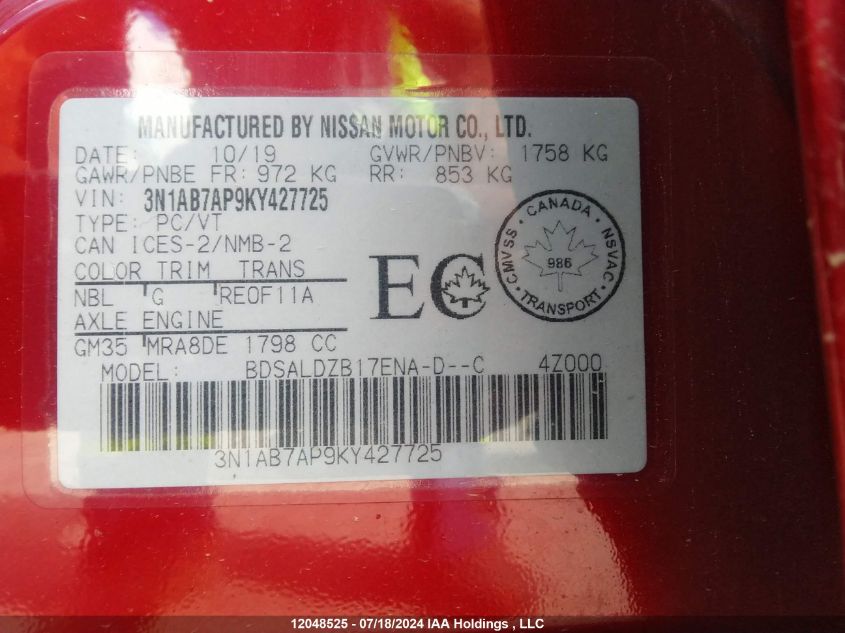 MANUFACTURED BY NISSAN MOTOR CO., LTD.
DATE: 10/19 GVWR/PNBV: 1758 KG
GAWR/PNBE FR: 972 KG RR: 853 KG
VIN: 3N1AB7AP9KY427725
TYPE: PC/VT
CAN ICES-2/NMB-2
COLOR TRIM TRANS
NBL G RE0F11A
AXLE ENGINE
GM35 MRA8DE 1798 CC
EC
CANADA
CMVSS NSVAC
986
TRANSPORT
MODEL: BDSALDZB17ENA-D--C 4Z000
3N1AB7AP9KY427725
12048525 - 07/18/2024 IAA Holdings , LLC